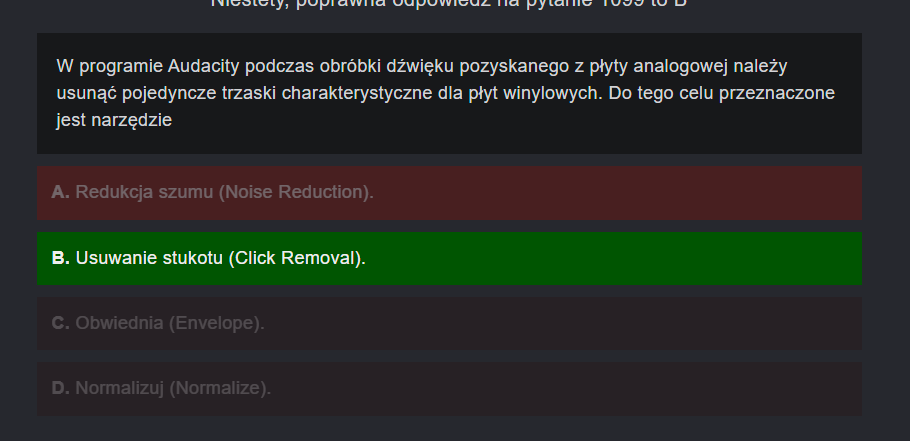 Niestety, poprawna odpowiedź na pytanie 1099 to B
W programie Audacity podczas obróbki dźwięku pozyskanego z płyty analogowej należy
usunąć pojedyncze trzaski charakterystyczne dla płyt winylowych. Do tego celu przeznaczone
jest narzędzie
A. Redukcja szumu (Noise Reduction).
B. Usuwanie stukotu (Click Removal).
C. Obwiednia (Envelope).
D. Normalizuj (Normalize).